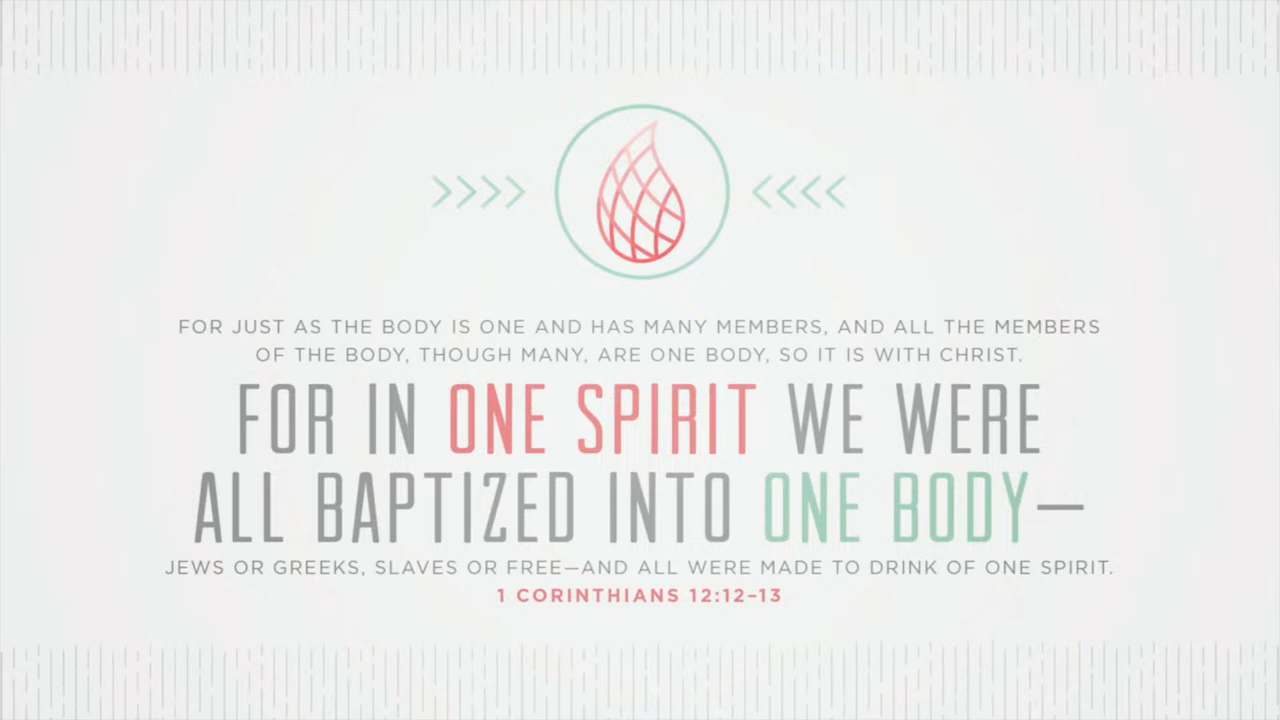 FOR JUST AS THE BODY IS ONE AND HAS MANY MEMBERS, AND ALL THE MEMBERS
OF THE BODY, THOUGH MANY, ARE ONE BODY, SO IT IS WITH CHRIST.
FOR IN ONE SPIRIT WE WERE
ALL BAPTIZED INTO ONE BODY—
JEWS OR GREEKS, SLAVES OR FREE—AND ALL WERE MADE TO DRINK OF ONE SPIRIT.
1 CORINTHIANS 12:12–13